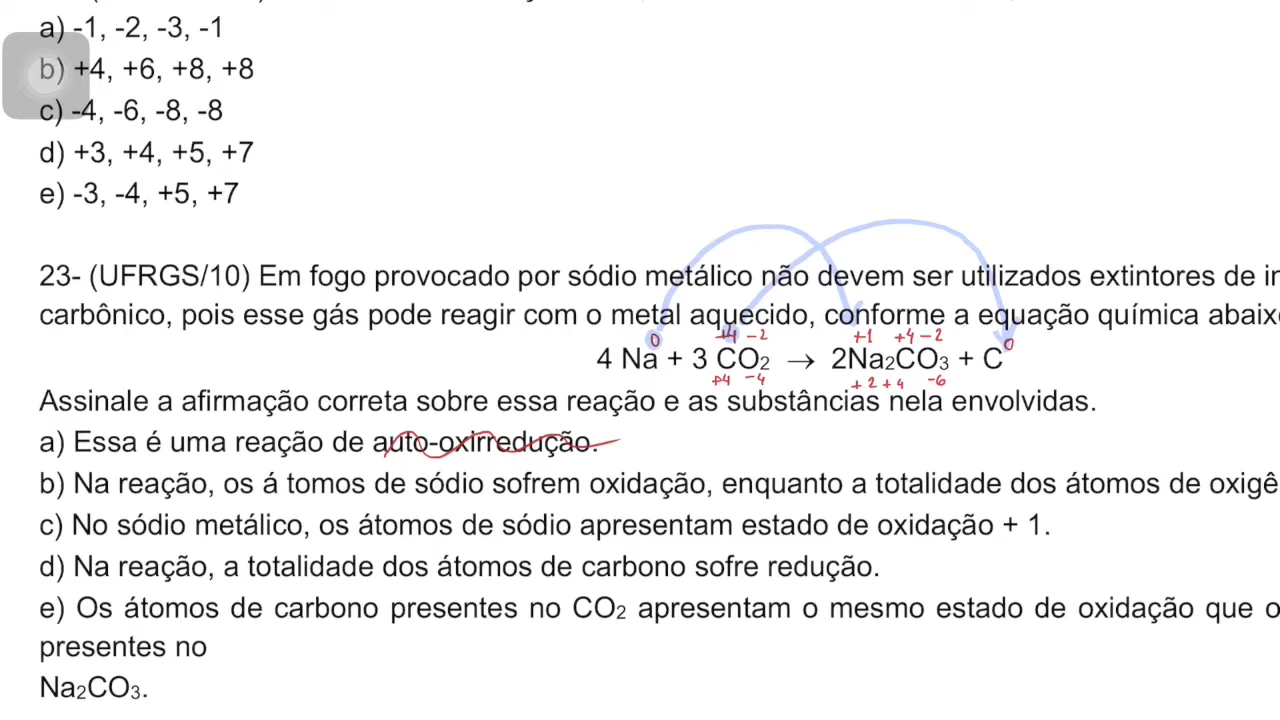 a) -1, -2, -3, -1
b) +4, +6, +8, +8
c) -4, -6, -8, -8
d) +3, +4, +5, +7
e) -3, -4, +5, +7
23- (UFRGS/10) Em fogo provocado por sódio metálico não devem ser utilizados extintores de
carbônico, pois esse gás pode reagir com o metal aquecido, conforme a equação química
0 +4 -2 +1 +4 -2 0
4 Na + 3 CO₂ → 2Na₂CO₃ + C
+4 -4 +2 +4 -6
Assinale a afirmação correta sobre essa reação e as substâncias nela envolvidas.
a) Essa é uma reação de auto-oxirredução.
b) Na reação, os á tomos de sódio sofrem oxidação, enquanto a totalidade dos átomos de
c) No sódio metálico, os átomos de sódio apresentam estado de oxidação + 1.
d) Na reação, a totalidade dos átomos de carbono sofre redução.
e) Os átomos de carbono presentes no CO₂ apresentam o mesmo estado de oxidação que
presentes no
Na₂CO₃.